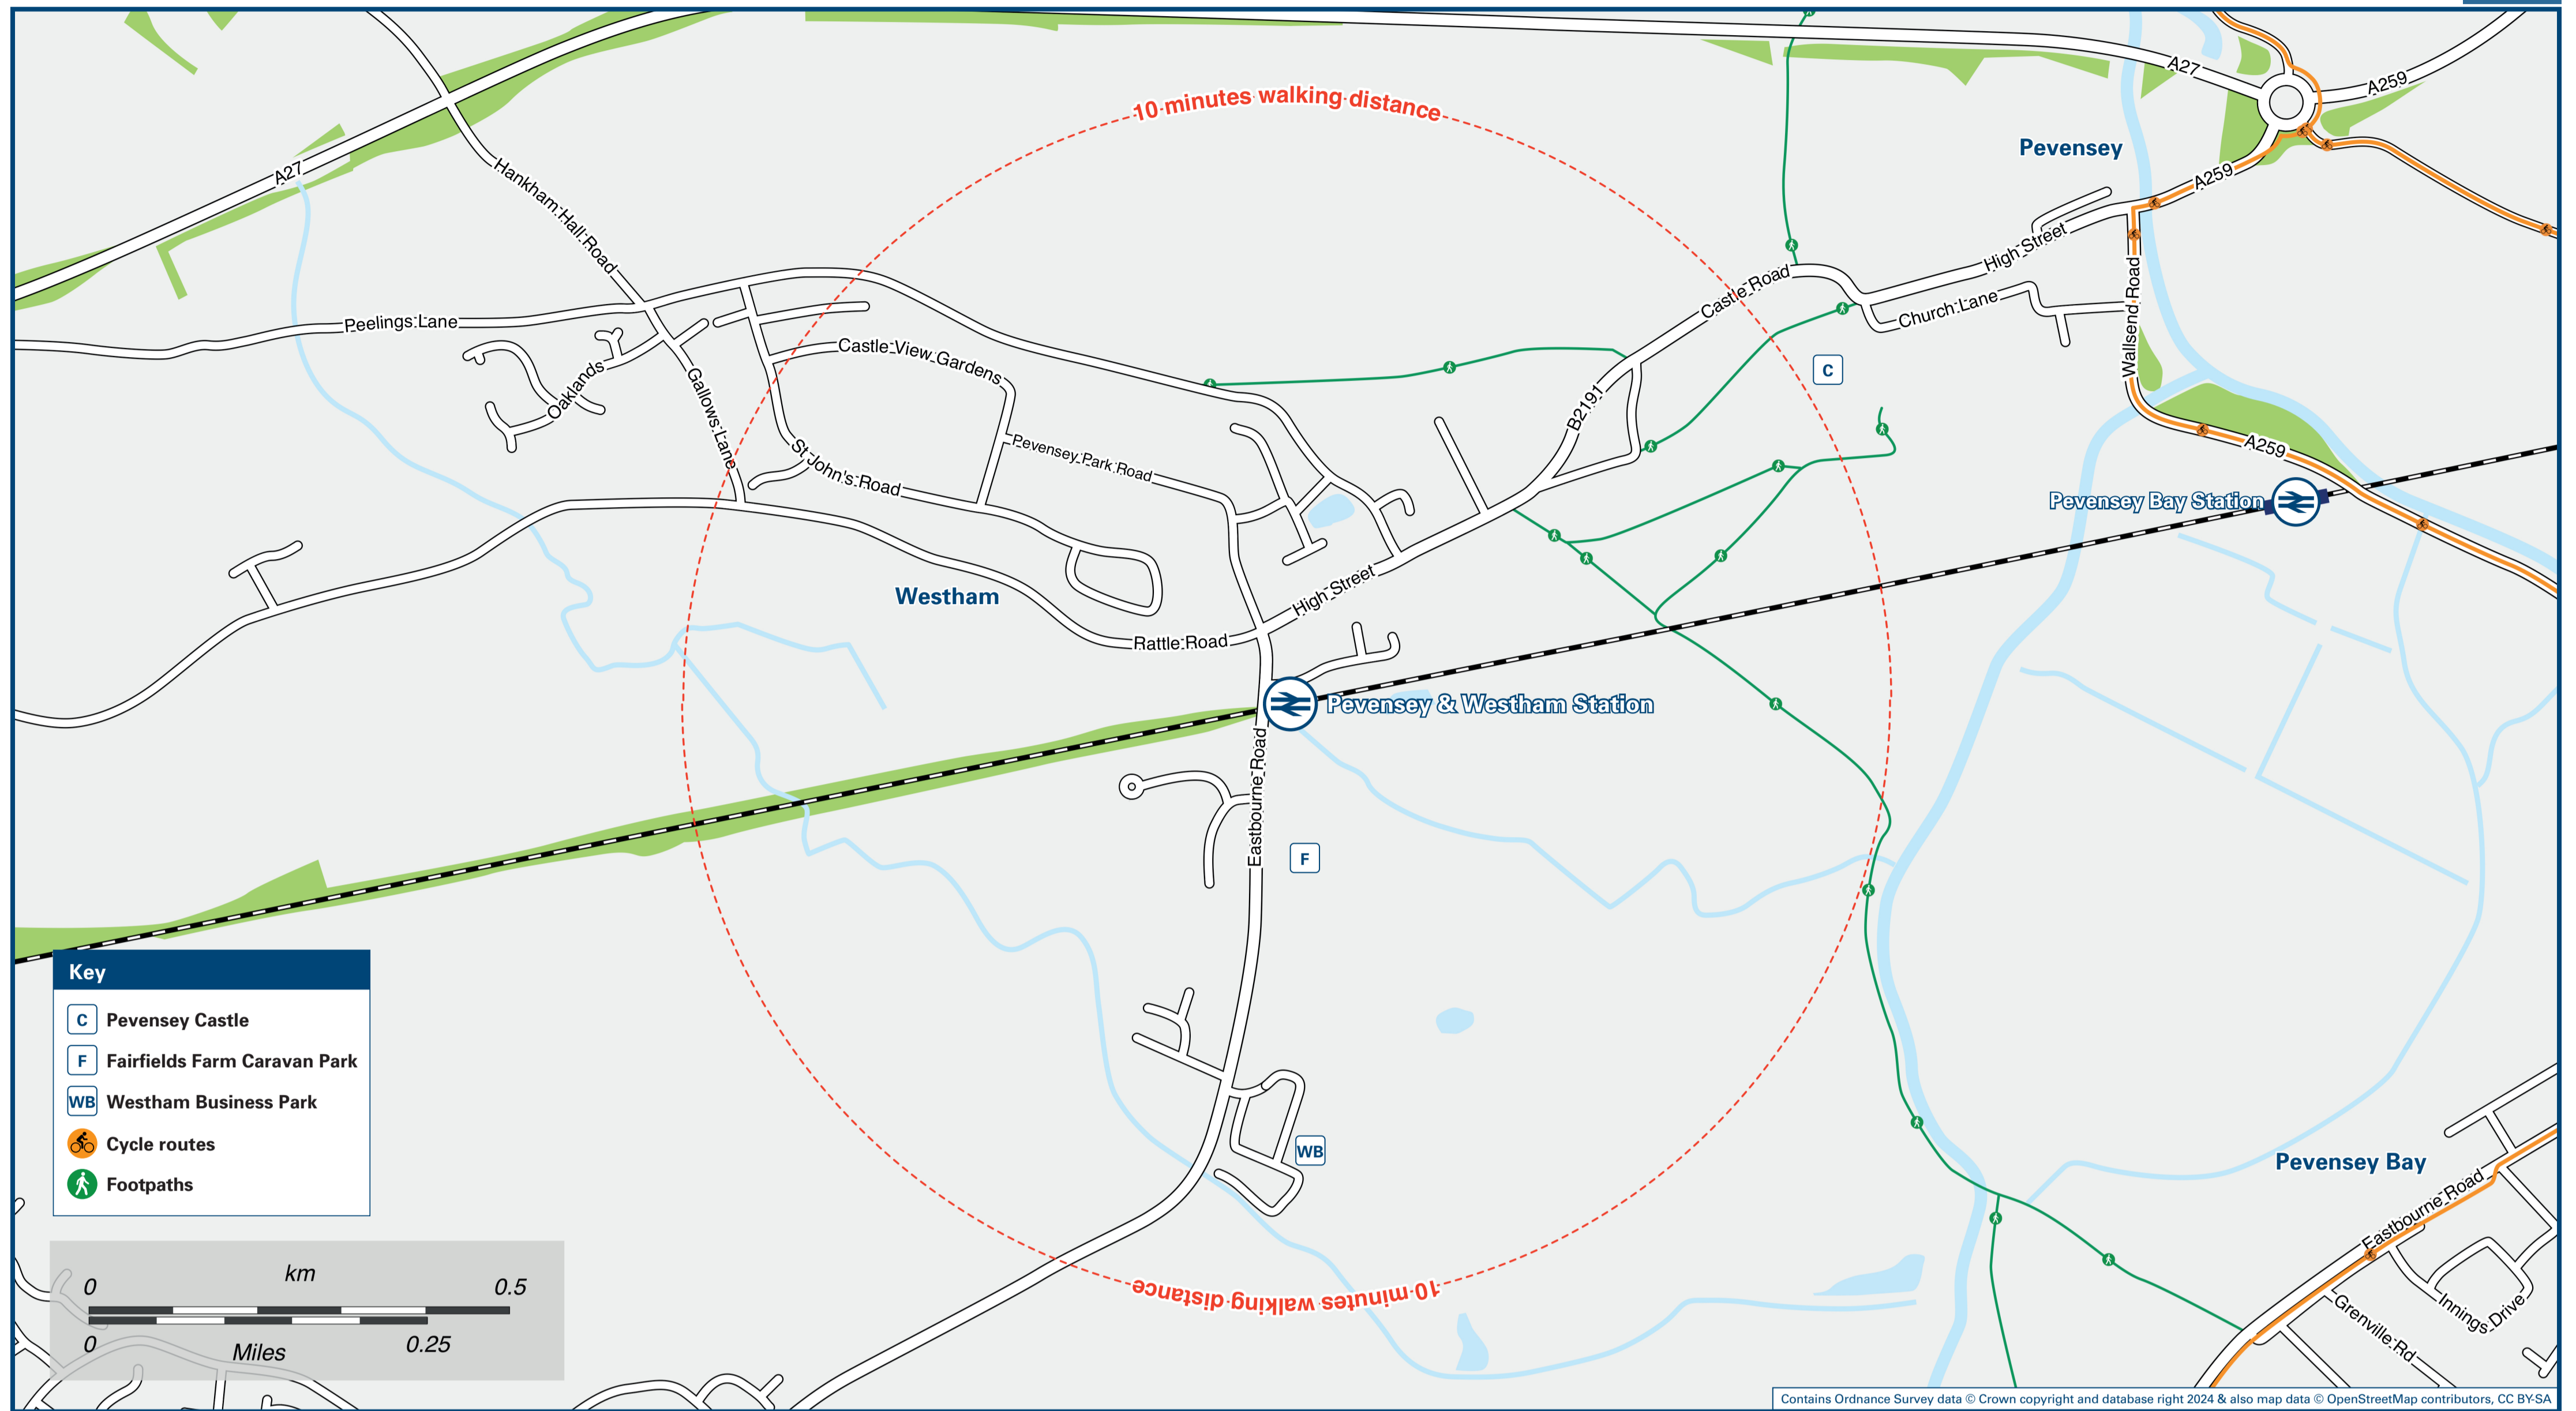 10 minutes walking distance
A27
A259
Pevensey
A27
Hankham Hall Road
A259
High Street
Castle Road
Church Lane
Wallsend Road
Peelings Lane
Castle View Gardens
C
Oaklands
Gallows Lane
B2191
Pevensey Park Road
St John's Road
A259
Pevensey Bay Station
Westham
High Street
Rattle Road
Pevensey & Westham Station
Eastbourne Road
F
WB
Pevensey Bay
Eastbourne Road
Innings Drive
Grenville Rd
10 minutes walking distance
Key
C Pevensey Castle
F Fairfields Farm Caravan Park
WB Westham Business Park
Cycle routes
Footpaths
km
0 0.5
0 0.25
Miles
Contains Ordnance Survey data © Crown copyright and database right 2024 & also map data © OpenStreetMap contributors, CC BY-SA